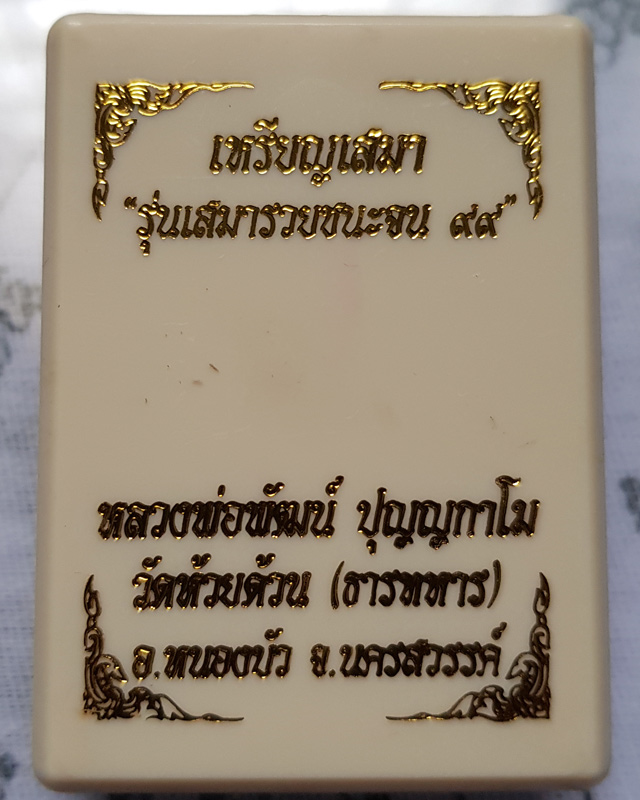 เหรียญเสมา
"รุ่นเสมารวยชนะจน ๙๙"
หลวงพ่อพัฒน์ ปุญญกาโม
วัดห้วยด้วน (ธารทหาร)
อ.หนองบัว จ.นครสวรรค์